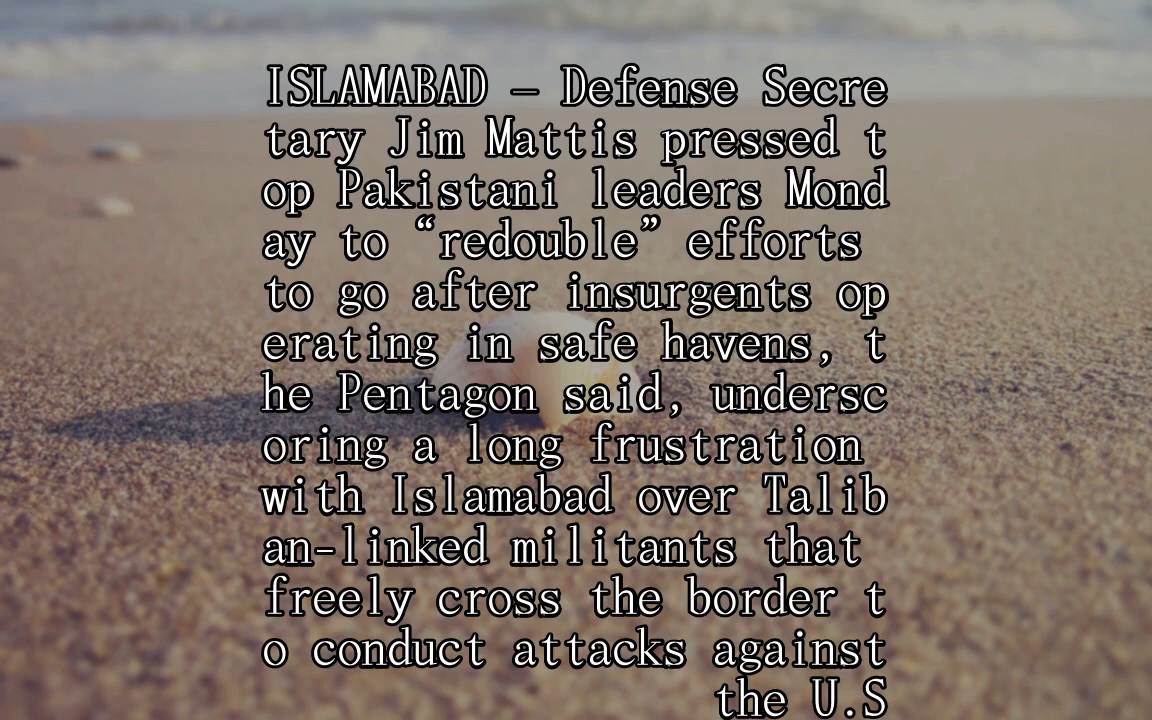 ISLAMABAD — Defense Secre
tary Jim Mattis pressed t
op Pakistani leaders Mond
ay to “redouble” efforts
to go after insurgents op
erating in safe havens, t
he Pentagon said, undersc
oring a long frustration
with Islamabad over Talib
an-linked militants that
freely cross the border t
o conduct attacks against
the U.S